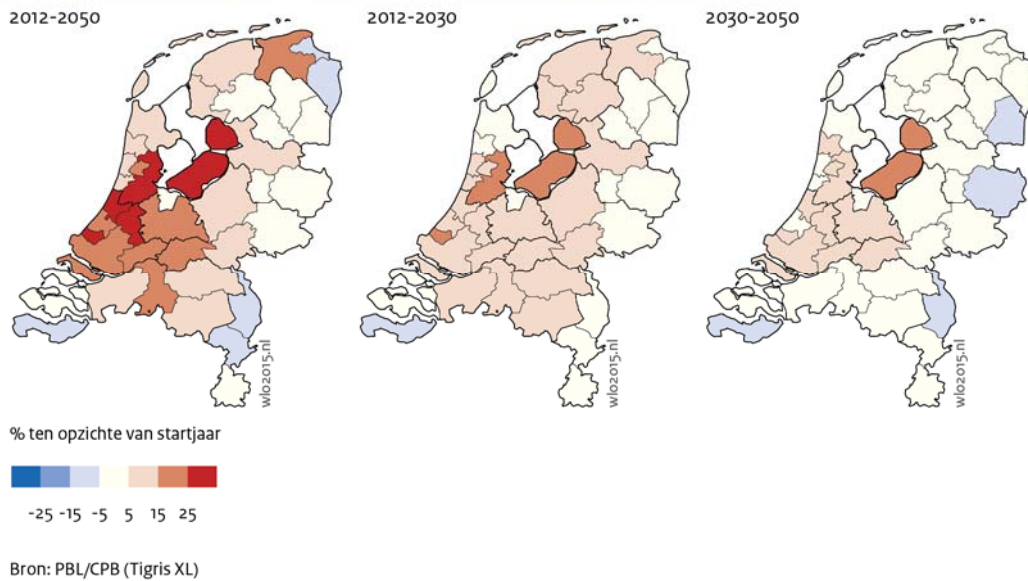 2012-2050
2012-2030
2030-2050
wlo2015.nl
wlo2015.nl
wlo2015.nl
% ten opzichte van startjaar
-25 -15 -5 5 15 25
Bron: PBL/CPB (Tigris XL)